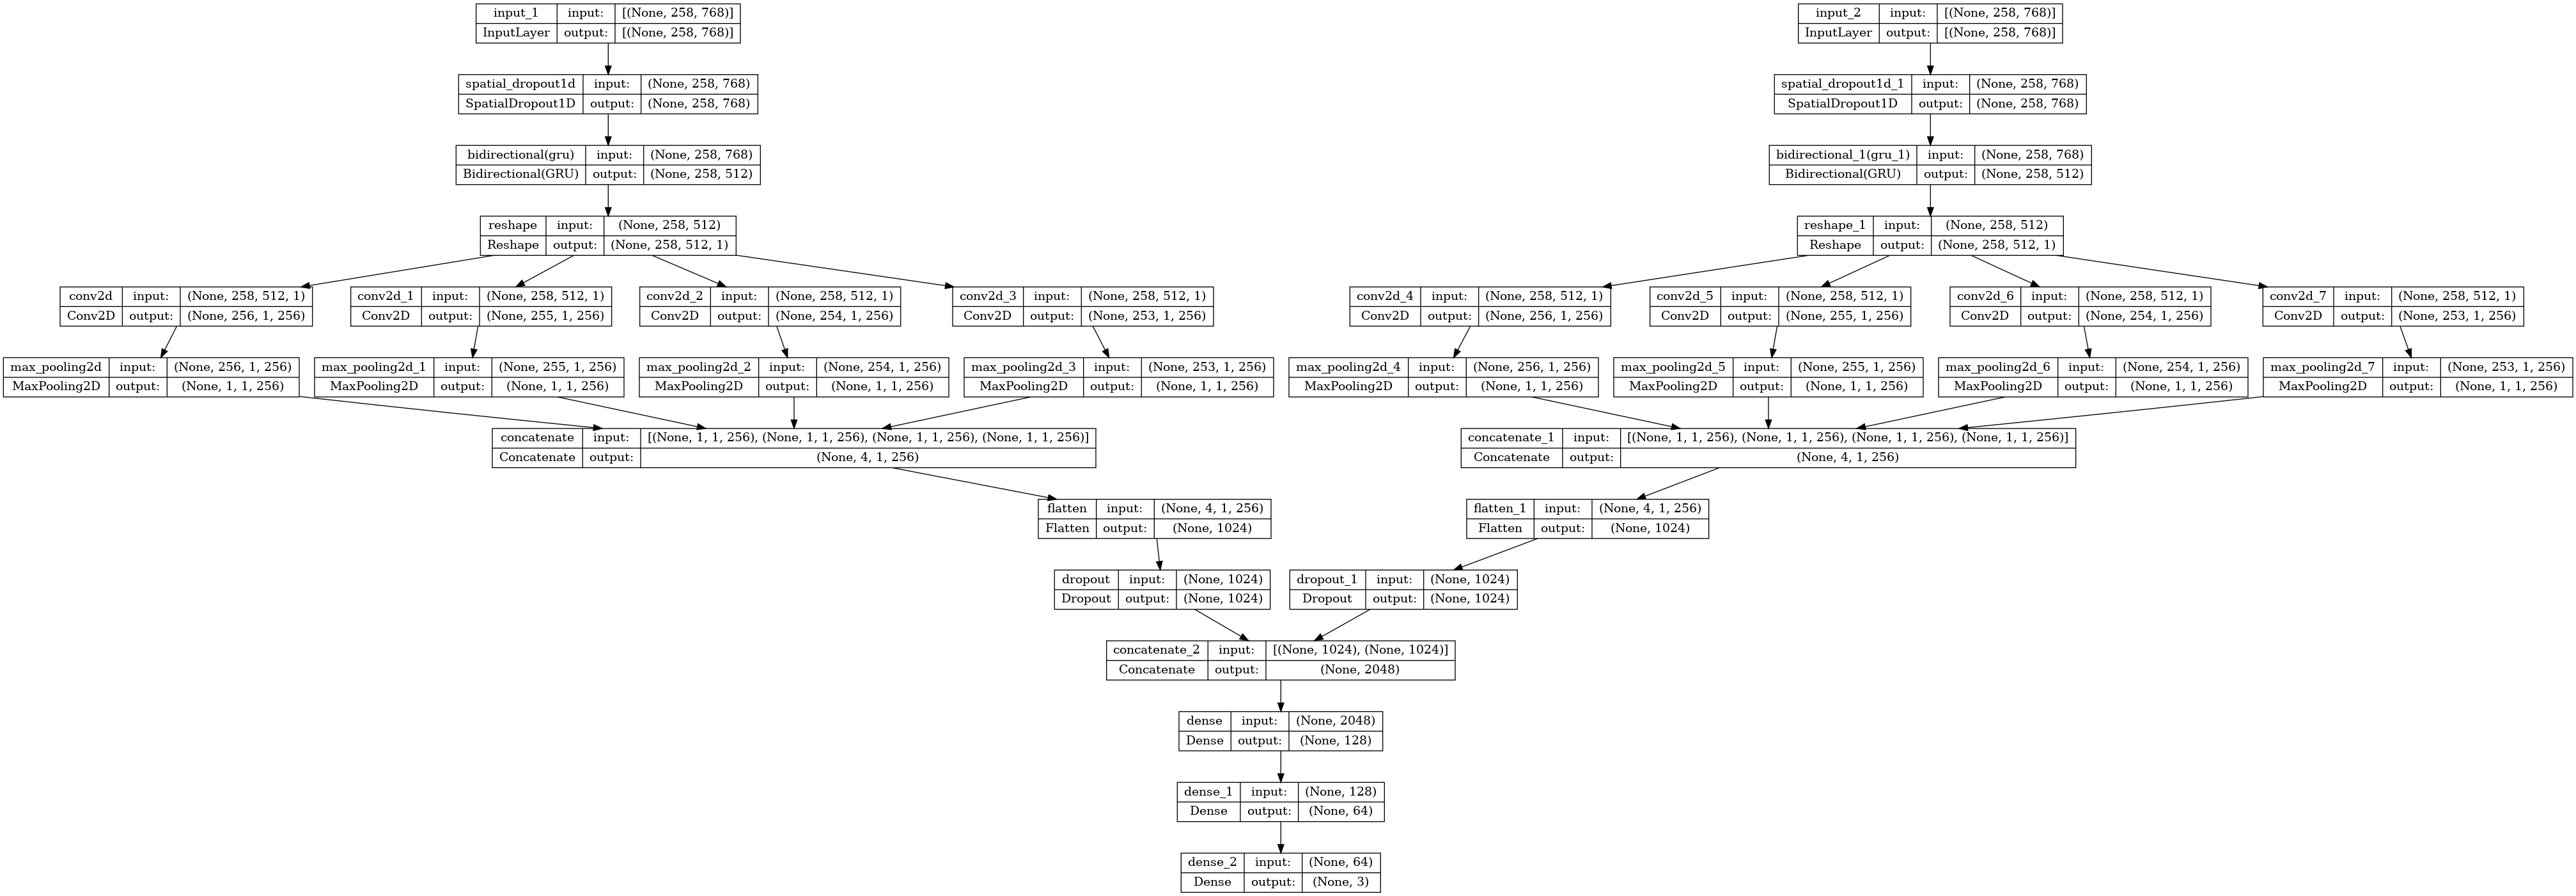 input_1 input: [(None, 258, 768)]
InputLayer output: [(None, 258, 768)]
input_2 input: [(None, 258, 768)]
InputLayer output: [(None, 258, 768)]
spatial_dropout1d input: (None, 258, 768)
SpatialDropout1D output: (None, 258, 768)
spatial_dropout1d_1 input: (None, 258, 768)
SpatialDropout1D output: (None, 258, 768)
bidirectional(gru) input: (None, 258, 768)
Bidirectional(GRU) output: (None, 258, 512)
bidirectional_1(gru_1) input: (None, 258, 768)
Bidirectional(GRU) output: (None, 258, 512)
reshape input: (None, 258, 512)
Reshape output: (None, 258, 512, 1)
reshape_1 input: (None, 258, 512)
Reshape output: (None, 258, 512, 1)
conv2d input: (None, 258, 512, 1)
Conv2D output: (None, 256, 1, 256)
conv2d_1 input: (None, 258, 512, 1)
Conv2D output: (None, 255, 1, 256)
conv2d_2 input: (None, 258, 512, 1)
Conv2D output: (None, 254, 1, 256)
conv2d_3 input: (None, 258, 512, 1)
Conv2D output: (None, 253, 1, 256)
conv2d_4 input: (None, 258, 512, 1)
Conv2D output: (None, 256, 1, 256)
conv2d_5 input: (None, 258, 512, 1)
Conv2D output: (None, 255, 1, 256)
conv2d_6 input: (None, 258, 512, 1)
Conv2D output: (None, 254, 1, 256)
conv2d_7 input: (None, 258, 512, 1)
Conv2D output: (None, 253, 1, 256)
max_pooling2d input: (None, 256, 1, 256)
MaxPooling2D output: (None, 1, 1, 256)
max_pooling2d_1 input: (None, 255, 1, 256)
MaxPooling2D output: (None, 1, 1, 256)
max_pooling2d_2 input: (None, 254, 1, 256)
MaxPooling2D output: (None, 1, 1, 256)
max_pooling2d_3 input: (None, 253, 1, 256)
MaxPooling2D output: (None, 1, 1, 256)
max_pooling2d_4 input: (None, 256, 1, 256)
MaxPooling2D output: (None, 1, 1, 256)
max_pooling2d_5 input: (None, 255, 1, 256)
MaxPooling2D output: (None, 1, 1, 256)
max_pooling2d_6 input: (None, 254, 1, 256)
MaxPooling2D output: (None, 1, 1, 256)
max_pooling2d_7 input: (None, 253, 1, 256)
MaxPooling2D output: (None, 1, 1, 256)
concatenate input: [(None, 1, 1, 256), (None, 1, 1, 256), (None, 1, 1, 256), (None, 1, 1, 256)]
Concatenate output: (None, 4, 1, 256)
concatenate_1 input: [(None, 1, 1, 256), (None, 1, 1, 256), (None, 1, 1, 256), (None, 1, 1, 256)]
Concatenate output: (None, 4, 1, 256)
flatten input: (None, 4, 1, 256)
Flatten output: (None, 1024)
flatten_1 input: (None, 4, 1, 256)
Flatten output: (None, 1024)
dropout input: (None, 1024)
Dropout output: (None, 1024)
dropout_1 input: (None, 1024)
Dropout output: (None, 1024)
concatenate_2 input: [(None, 1024), (None, 1024)]
Concatenate output: (None, 2048)
dense input: (None, 2048)
Dense output: (None, 128)
dense_1 input: (None, 128)
Dense output: (None, 64)
dense_2 input: (None, 64)
Dense output: (None, 3)